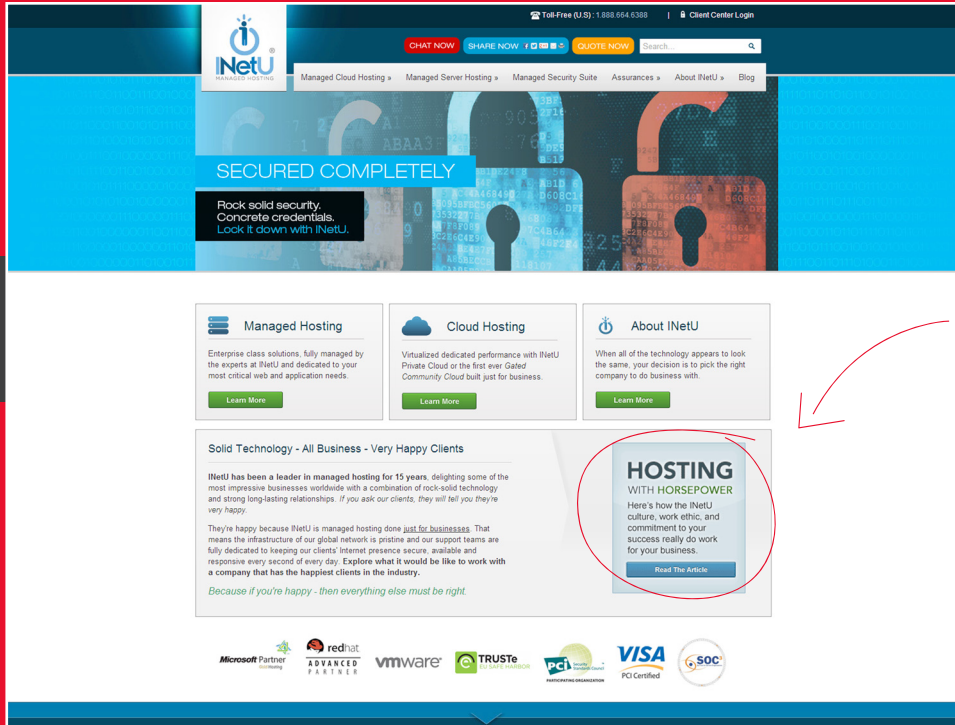 Toll-Free (U.S) : 1.888.664.6388 | Client Center Login
INetU
MANAGED HOSTING
CHAT NOW SHARE NOW QUOTE NOW Search...
Managed Cloud Hosting » Managed Server Hosting » Managed Security Suite Assurances » About INetU » Blog
SECURED COMPLETELY
Rock solid security.
Concrete credentials.
Lock it down with INetU.
Managed Hosting
Enterprise class solutions, fully managed by
the experts at INetU and dedicated to your
most critical web and application needs.
Learn More
Cloud Hosting
Virtualized dedicated performance with INetU
Private Cloud or the first ever Gated
Community Cloud built just for business.
Learn More
About INetU
When all of the technology appears to look
the same, your decision is to pick the right
company to do business with.
Learn More
Solid Technology - All Business - Very Happy Clients
INetU has been a leader in managed hosting for 15 years, delighting some of the
most impressive businesses worldwide with a combination of rock-solid technology
and strong long-lasting relationships. If you ask our clients, they will tell you they're
very happy.
They're happy because INetU is managed hosting done just for businesses. That
means the infrastructure of our global network is pristine and our support teams are
fully dedicated to keeping our clients' Internet presence secure, available and
responsive every second of every day. Explore what it would be like to work with
a company that has the happiest clients in the industry.
Because if you're happy - then everything else must be right.
HOSTING
WITH HORSEPOWER
Here's how the INetU
culture, work ethic, and
commitment to your
success really do work
for your business.
Read The Article
Microsoft Partner
redhat
ADVANCED
PARTNER
vmware
TRUSTe
EU SAFE HARBOR
PCI Security
Standards Council
PARTICIPATING ORGANIZATION
VISA
PCI Certified
SOC